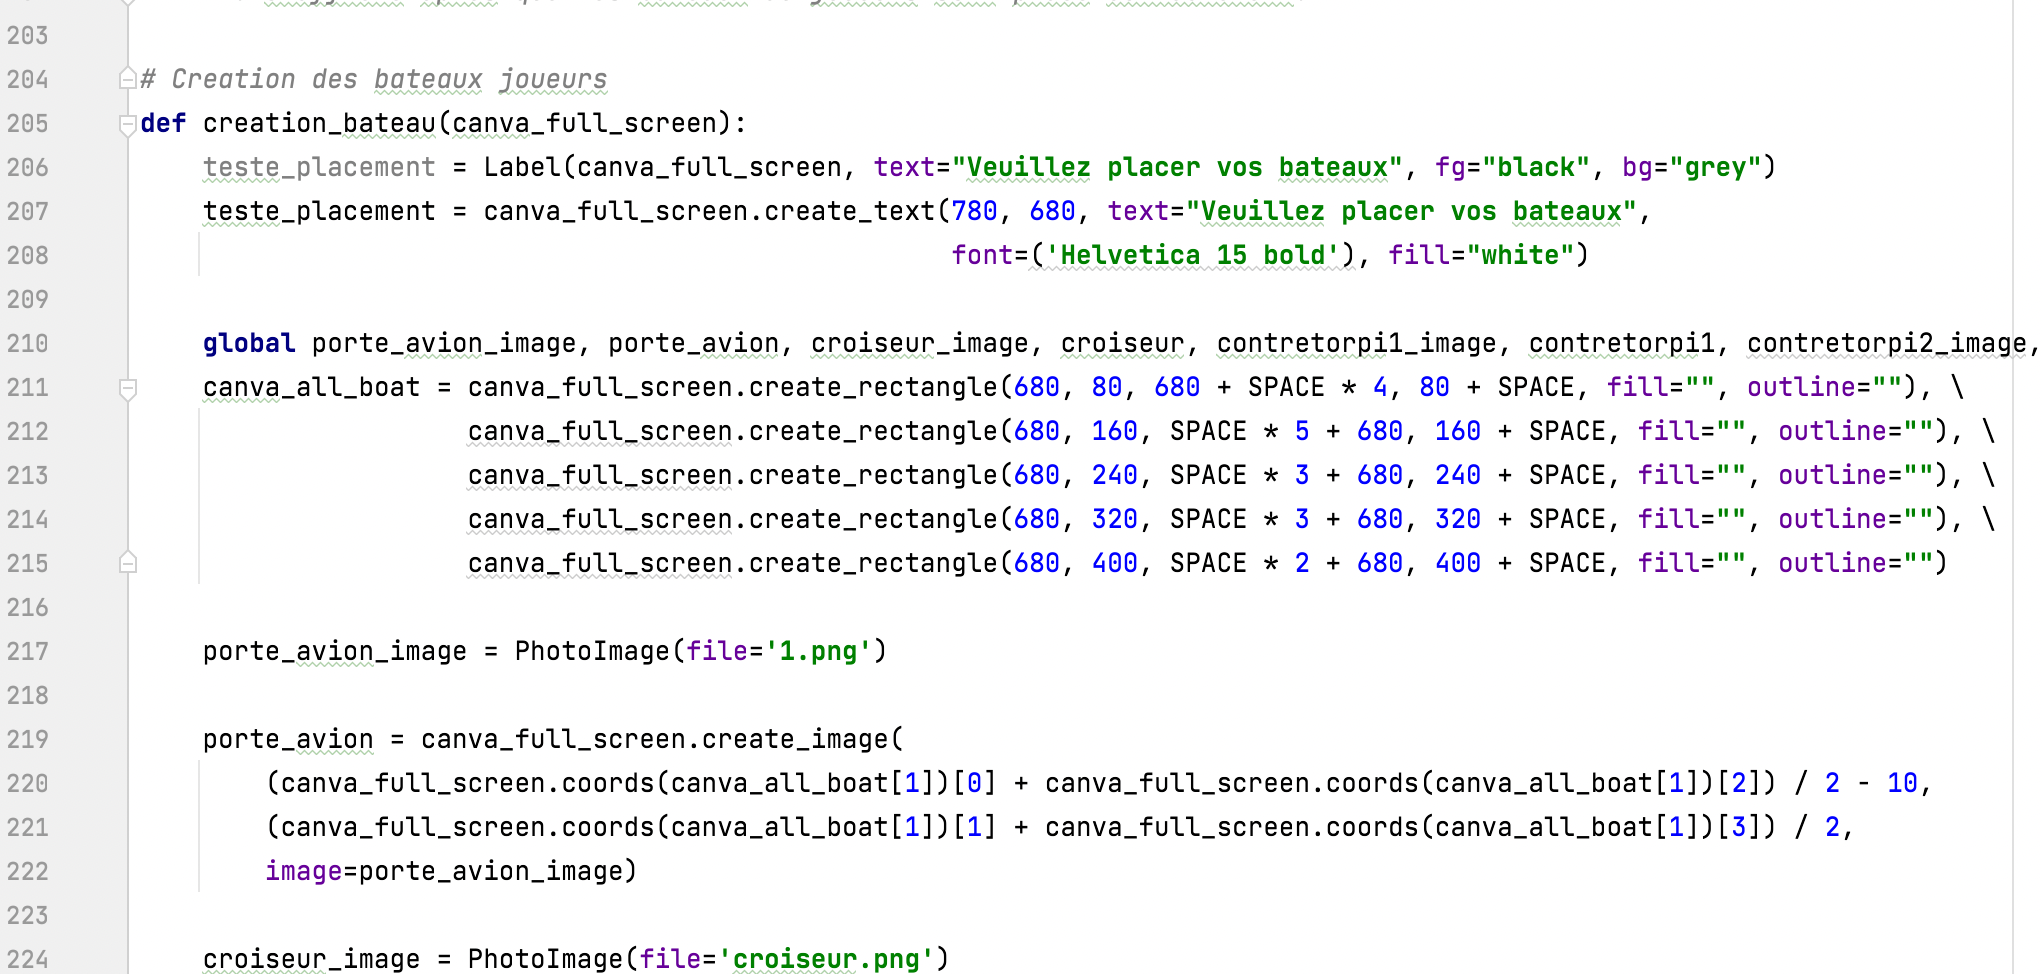 203
204 # Creation des bateaux joueurs
205 def creation_bateau(canva_full_screen):
206 teste_placement = Label(canva_full_screen, text="Veuillez placer vos bateaux", fg="black", bg="grey")
207 teste_placement = canva_full_screen.create_text(780, 680, text="Veuillez placer vos bateaux",
208 font=('Helvetica 15 bold'), fill="white")
209
210 global porte_avion_image, porte_avion, croiseur_image, croiseur, contretorpi1_image, contretorpi1, contretorpi2_image,
211 canva_all_boat = canva_full_screen.create_rectangle(680, 80, 680 + SPACE * 4, 80 + SPACE, fill="", outline=""), \
212 canva_full_screen.create_rectangle(680, 160, SPACE * 5 + 680, 160 + SPACE, fill="", outline=""), \
213 canva_full_screen.create_rectangle(680, 240, SPACE * 3 + 680, 240 + SPACE, fill="", outline=""), \
214 canva_full_screen.create_rectangle(680, 320, SPACE * 3 + 680, 320 + SPACE, fill="", outline=""), \
215 canva_full_screen.create_rectangle(680, 400, SPACE * 2 + 680, 400 + SPACE, fill="", outline="")
216
217 porte_avion_image = PhotoImage(file='1.png')
218
219 porte_avion = canva_full_screen.create_image(
220 (canva_full_screen.coords(canva_all_boat[1])[0] + canva_full_screen.coords(canva_all_boat[1])[2]) / 2 - 10,
221 (canva_full_screen.coords(canva_all_boat[1])[1] + canva_full_screen.coords(canva_all_boat[1])[3]) / 2,
222 image=porte_avion_image)
223
224 croiseur_image = PhotoImage(file='croiseur.png')